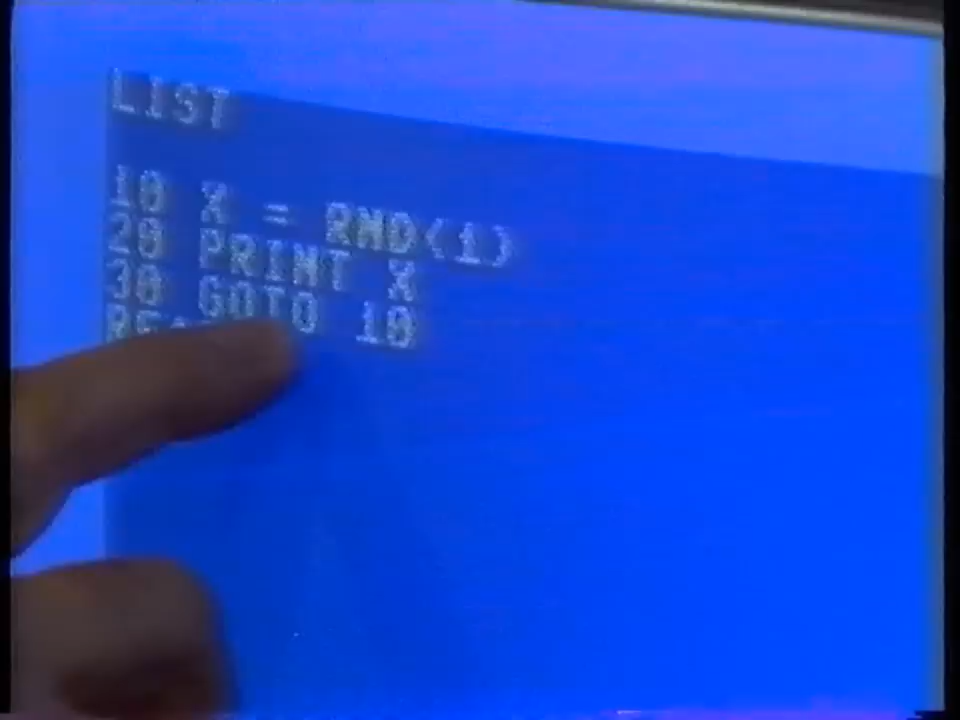 LIST
10 X = RND(1)
20 PRINT X
30 GOTO 10